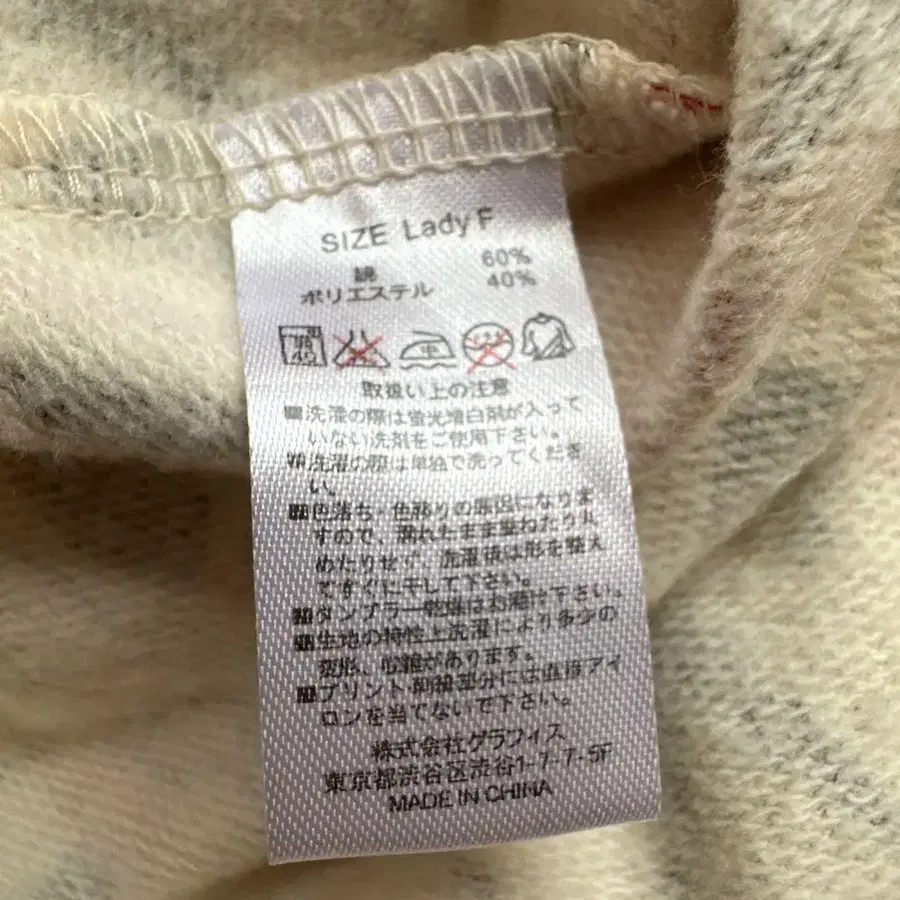 SIZE Lady F
綿 60%
ポリエステル 40%
40 中
取扱い上の注意
洗濯の際は蛍光増白剤が入って
いない洗剤をご使用下さい。
洗濯の際は単独で洗ってくださ
い。
色落ち・色移りの原因になりま
すので、濡れたまま重ねたり丸
めたりせず、洗濯後は形を整え
てすぐに干して下さい。
タンブラー乾燥はお避け下さい。
生地の特性上洗濯により多少の
変形、心縮があります。
プリント・刺繍部分には直接アイ
ロンを当てないで下さい。
株式会社グラフィス
東京都渋谷区渋谷1-7-7-5F
MADE IN CHINA